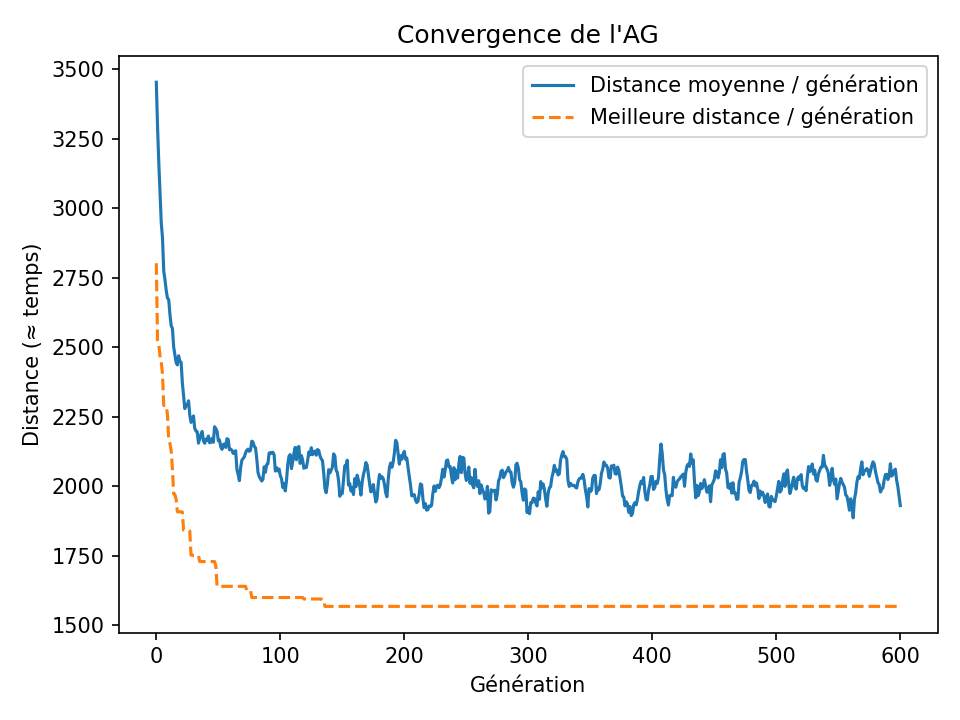 Convergence de l'AG
Distance moyenne / génération
Meilleure distance / génération
3500
3250
3000
2750
2500
2250
2000
1750
1500
Distance (≈ temps)
0 100 200 300 400 500 600
Génération